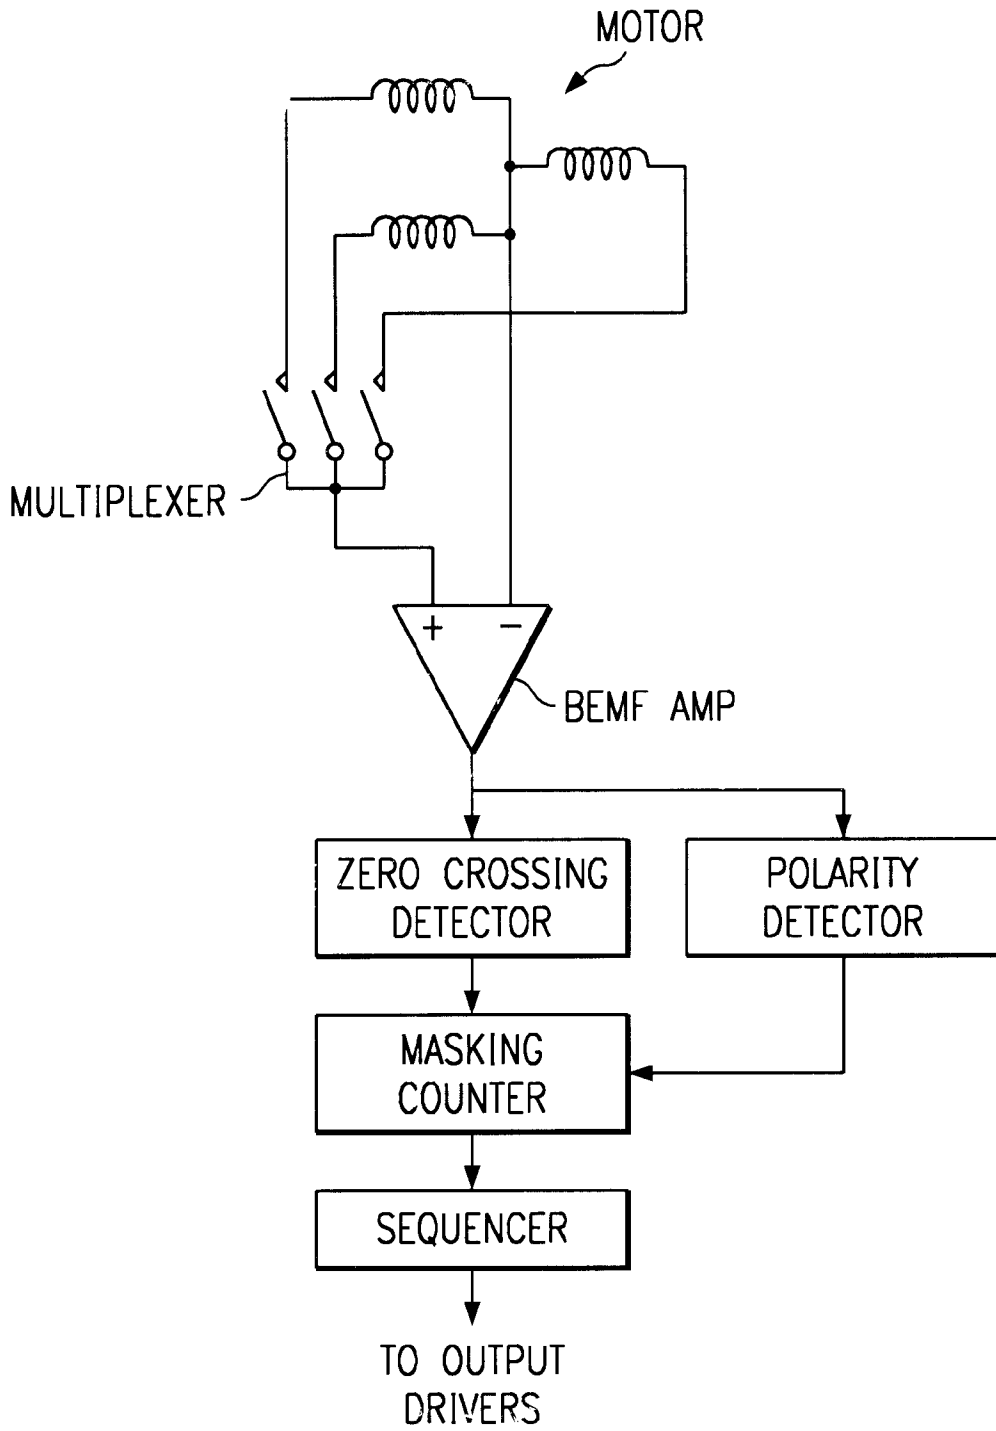 MOTOR
MULTIPLEXER
+ −
BEMF AMP
ZERO CROSSING
DETECTOR
POLARITY
DETECTOR
MASKING
COUNTER
SEQUENCER
TO OUTPUT
DRIVERS